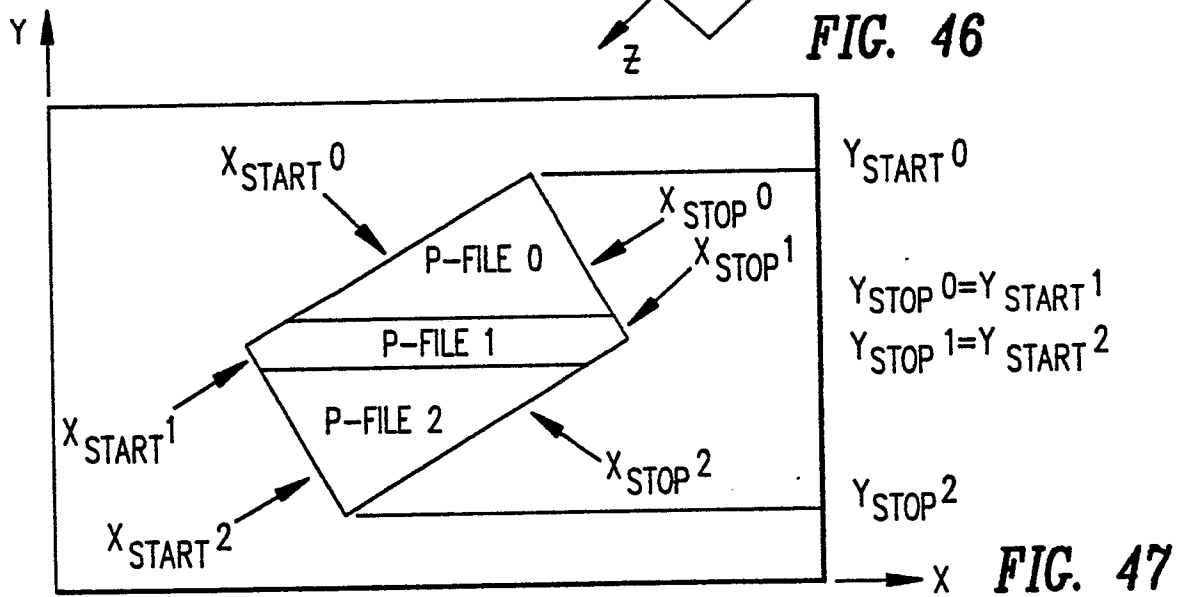 Y
Z
FIG. 46
X START 0
Y START 0
X STOP 0
P-FILE 0
X STOP 1
Y STOP 0=Y START 1
P-FILE 1
Y STOP 1=Y START 2
P-FILE 2
X START 1
X STOP 2
Y STOP 2
X START 2
X
FIG. 47